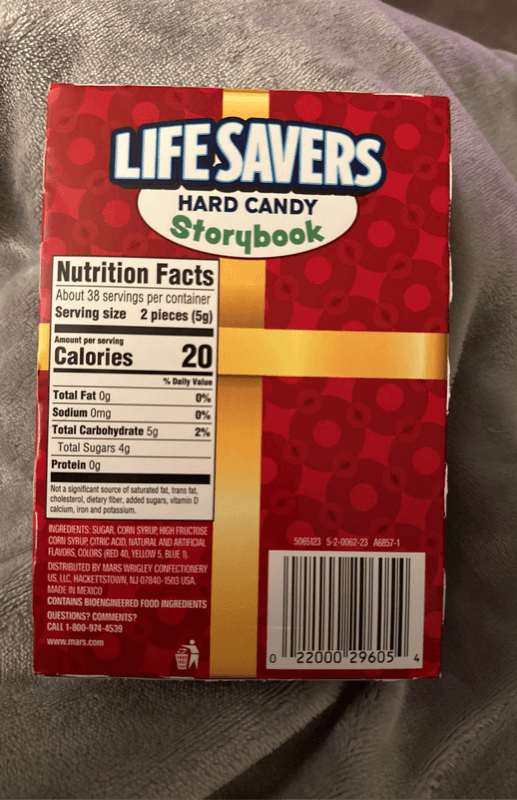 LIFE SAVERS
HARD CANDY
Storybook
Nutrition Facts
About 38 servings per container
Serving size 2 pieces (5g)
Amount per serving
Calories 20
% Daily Value
Total Fat 0g 0%
Sodium 0mg 0%
Total Carbohydrate 5g 2%
Total Sugars 4g
Protein 0g
Not a significant source of saturated fat, trans fat,
cholesterol, dietary fiber, added sugars, vitamin D
calcium, iron and potassium.
INGREDIENTS: SUGAR, CORN SYRUP, HIGH FRUCTOSE
CORN SYRUP, CITRIC ACID, NATURAL AND ARTIFICIAL
FLAVORS, COLORS (RED 40, YELLOW 5, BLUE 1).
DISTRIBUTED BY MARS WRIGLEY CONFECTIONERY
US, LLC, HACKETTSTOWN, NJ 07840-1503 USA.
MADE IN MEXICO
CONTAINS BIOENGINEERED FOOD INGREDIENTS
QUESTIONS? COMMENTS?
CALL 1-800-974-4539
www.mars.com
5065123 5-2-0062-23 A6857-1
0 22000 29605 4